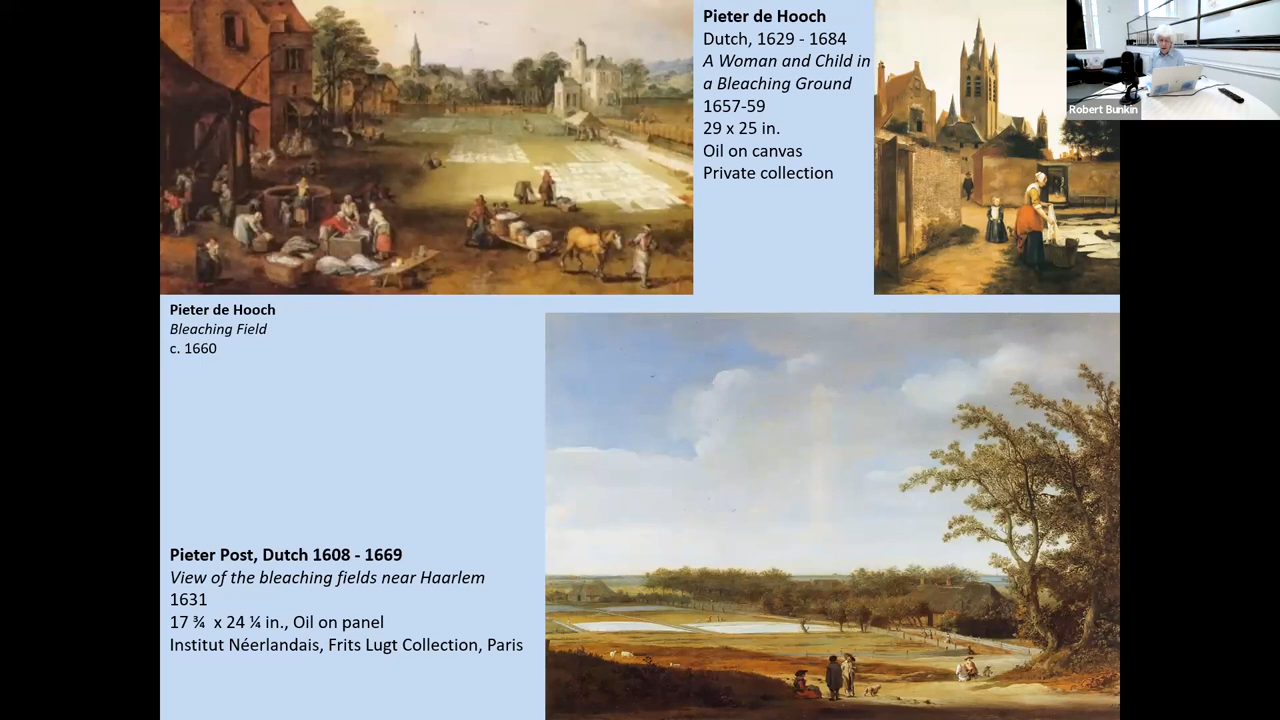 Pieter de Hooch
Dutch, 1629 - 1684
A Woman and Child in
a Bleaching Ground
1657-59
29 x 25 in.
Oil on canvas
Private collection
Robert Bunkin
Pieter de Hooch
Bleaching Field
c. 1660
Pieter Post, Dutch 1608 - 1669
View of the bleaching fields near Haarlem
1631
17 ¾ x 24 ¼ in., Oil on panel
Institut Néerlandais, Frits Lugt Collection, Paris